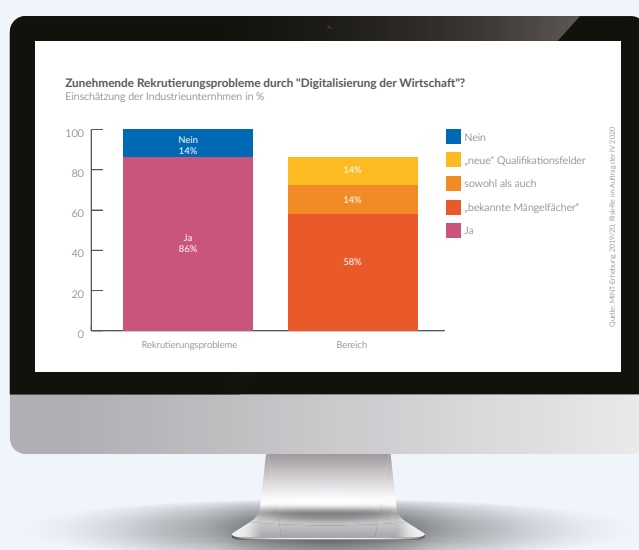 Zunehmende Rekrutierungsprobleme durch "Digitalisierung der Wirtschaft"?
Einschätzung der Industrieunternhmen in %
100
80
60
40
20
0
Nein
14%
Ja
86%
14%
14%
58%
Rekrutierungsprobleme
Bereich
Nein
„neue" Qualifikationsfelder
sowohl als auch
„bekannte Mängelfächer"
Ja
Quelle: MINT-Erhebung 2019/20, Risk-Re im Auftrag der IV 2020